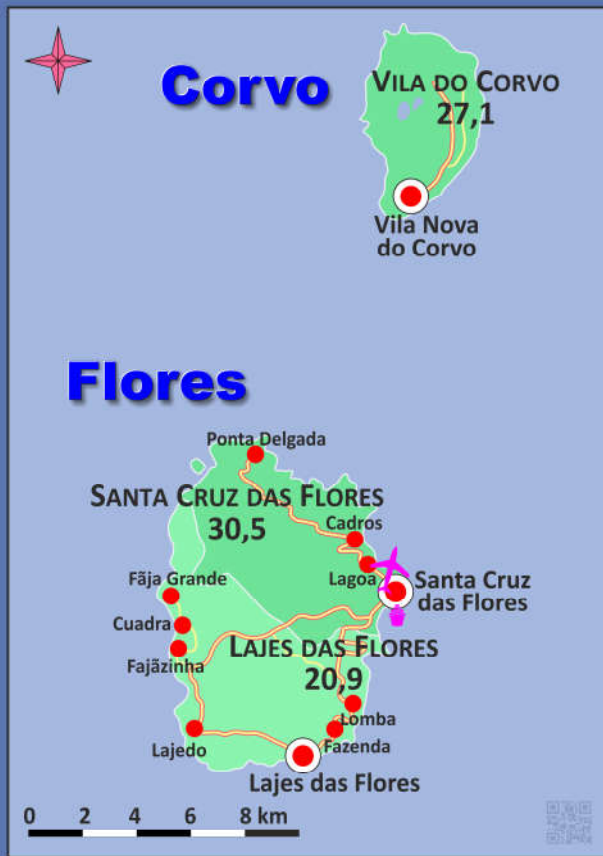 Corvo
VILA DO CORVO
27,1
Vila Nova
do Corvo
Flores
Ponta Delgada
SANTA CRUZ DAS FLORES
30,5
Cadros
Lagoa
Santa Cruz
das Flores
Fãja Grande
Cuadra
Fajãzinha
LAJES DAS FLORES
20,9
Lomba
Fazenda
Lajedo
Lajes das Flores
0 2 4 6 8 km